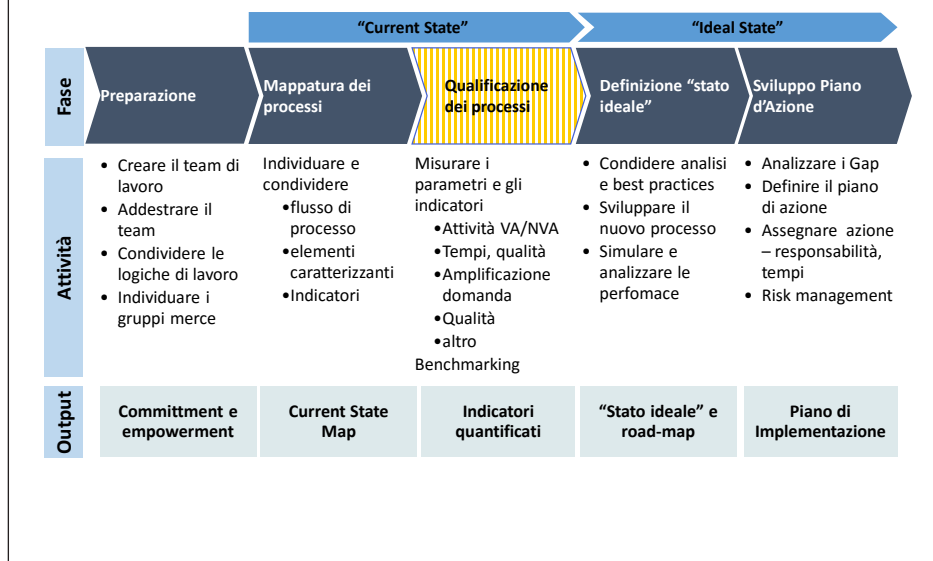 “Current State”
“Ideal State”
Fase
Preparazione
Mappatura dei
processi
Qualificazione
dei processi
Definizione “stato
ideale”
Sviluppo Piano
d’Azione
Attività
• Creare il team di
lavoro
• Addestrare il
team
• Condividere le
logiche di lavoro
• Individuare i
gruppi merce
Individuare e
condividere
•flusso di
processo
•elementi
caratterizzanti
•Indicatori
Misurare i
parametri e gli
indicatori
•Attività VA/NVA
•Tempi, qualità
•Amplificazione
domanda
•Qualità
•altro
Benchmarking
• Condidere analisi
e best practices
• Sviluppare il
nuovo processo
• Simulare e
analizzare le
perfomace
• Analizzare i Gap
• Definire il piano
di azione
• Assegnare azione
– responsabilità,
tempi
• Risk management
Output
Committment e
empowerment
Current State
Map
Indicatori
quantificati
“Stato ideale” e
road-map
Piano di
Implementazione